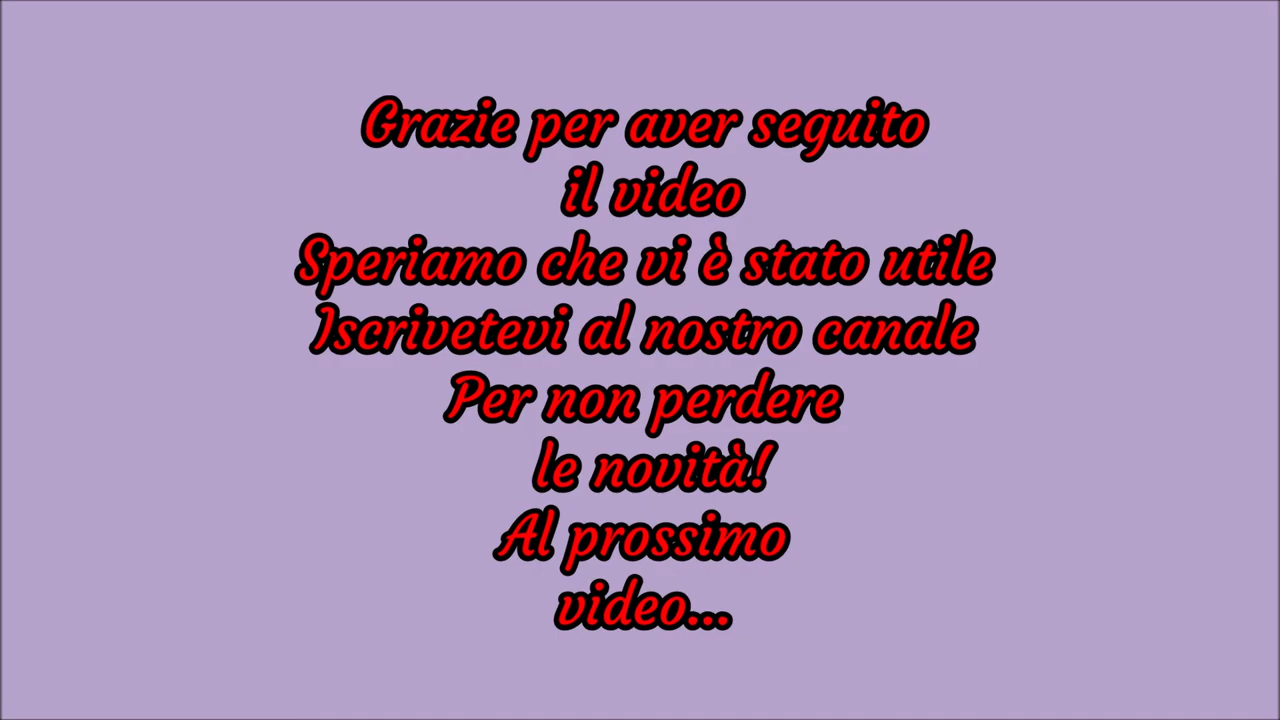 Grazie per aver seguito
il video
Speriamo che vi è stato utile
Iscrivetevi al nostro canale
Per non perdere
le novità!
Al prossimo
video...